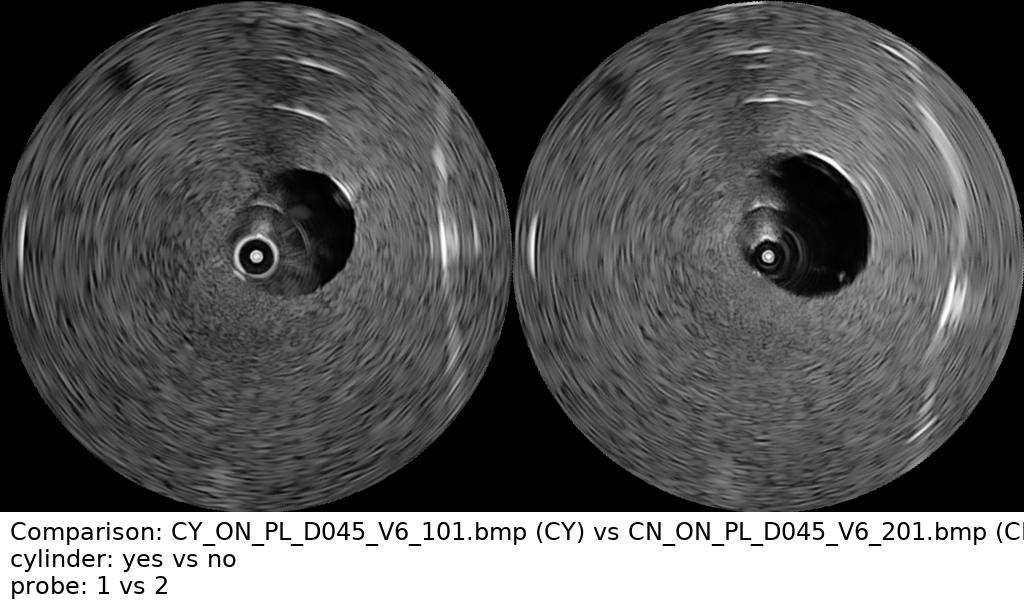 Comparison: CY_ON_PL_D045_V6_101.bmp (CY) vs CN_ON_PL_D045_V6_201.bmp
cylinder: yes vs no
probe: 1 vs 2